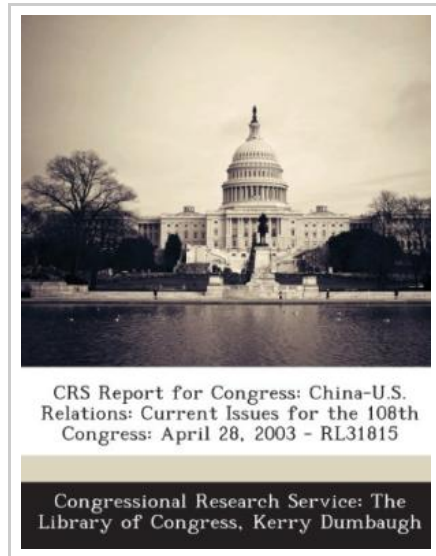 CRS Report for Congress: China-U.S.
Relations: Current Issues for the 108th
Congress: April 28, 2003 - RL31815
Congressional Research Service: The
Library of Congress, Kerry Dumbaugh